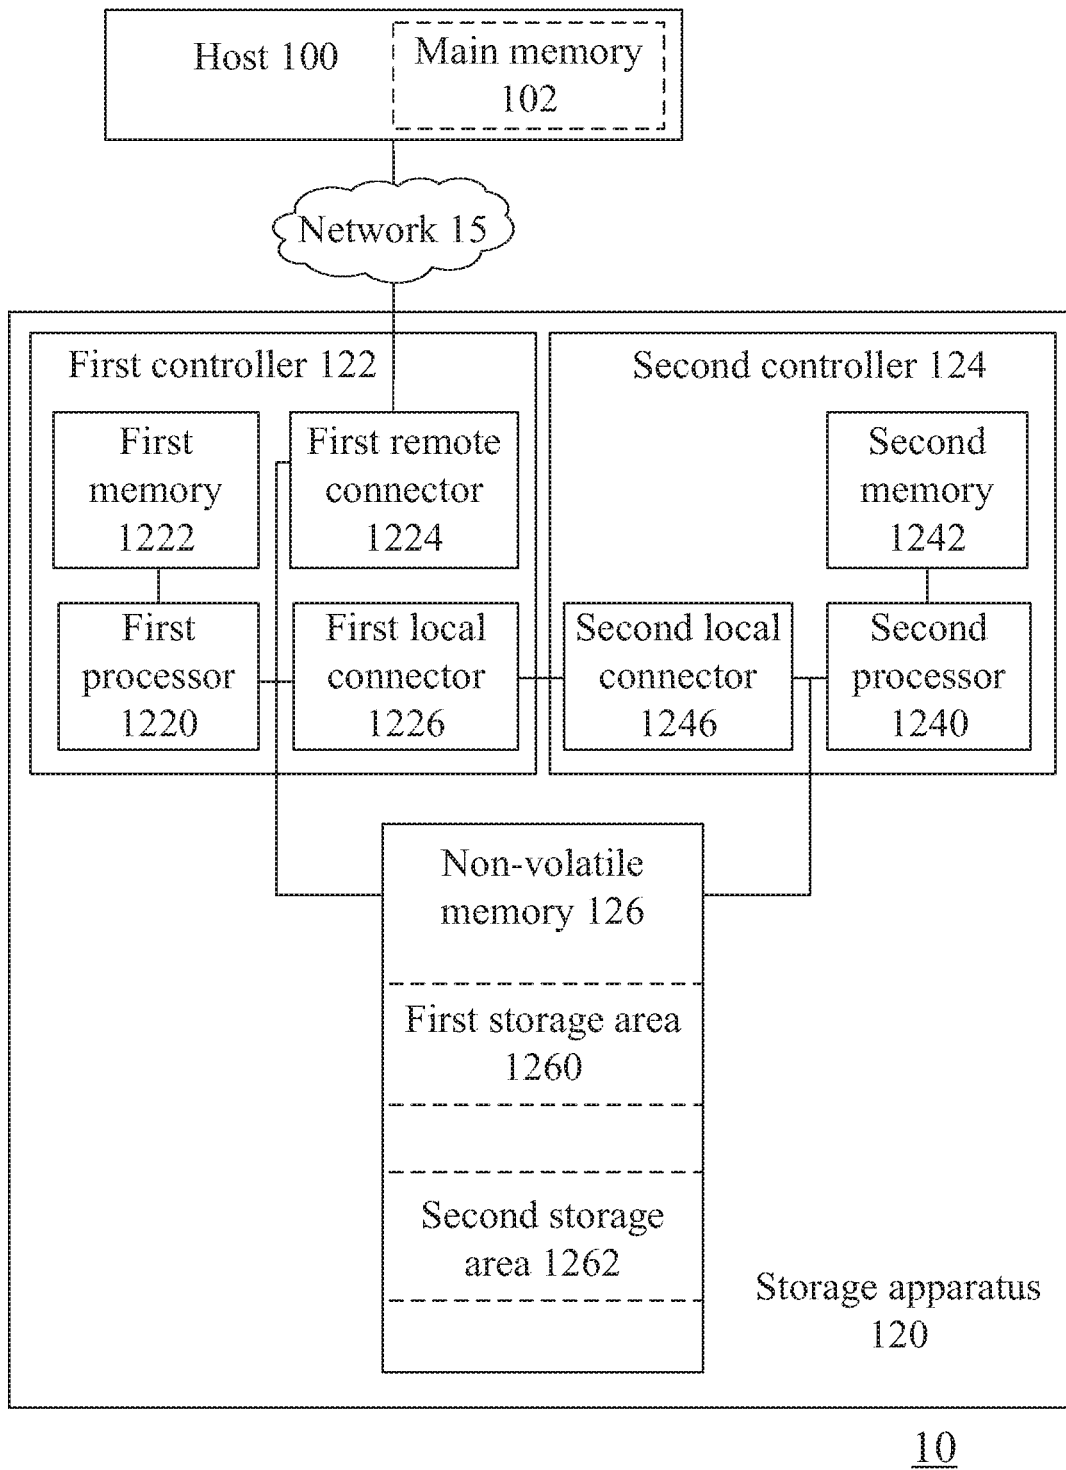 Host 100
Main memory
102
Network 15
First controller 122
First
memory
1222
First remote
connector
1224
First
processor
1220
First local
connector
1226
Second controller 124
Second
memory
1242
Second local
connector
1246
Second
processor
1240
Non-volatile
memory 126
First storage area
1260
Second storage
area 1262
Storage apparatus
120
10